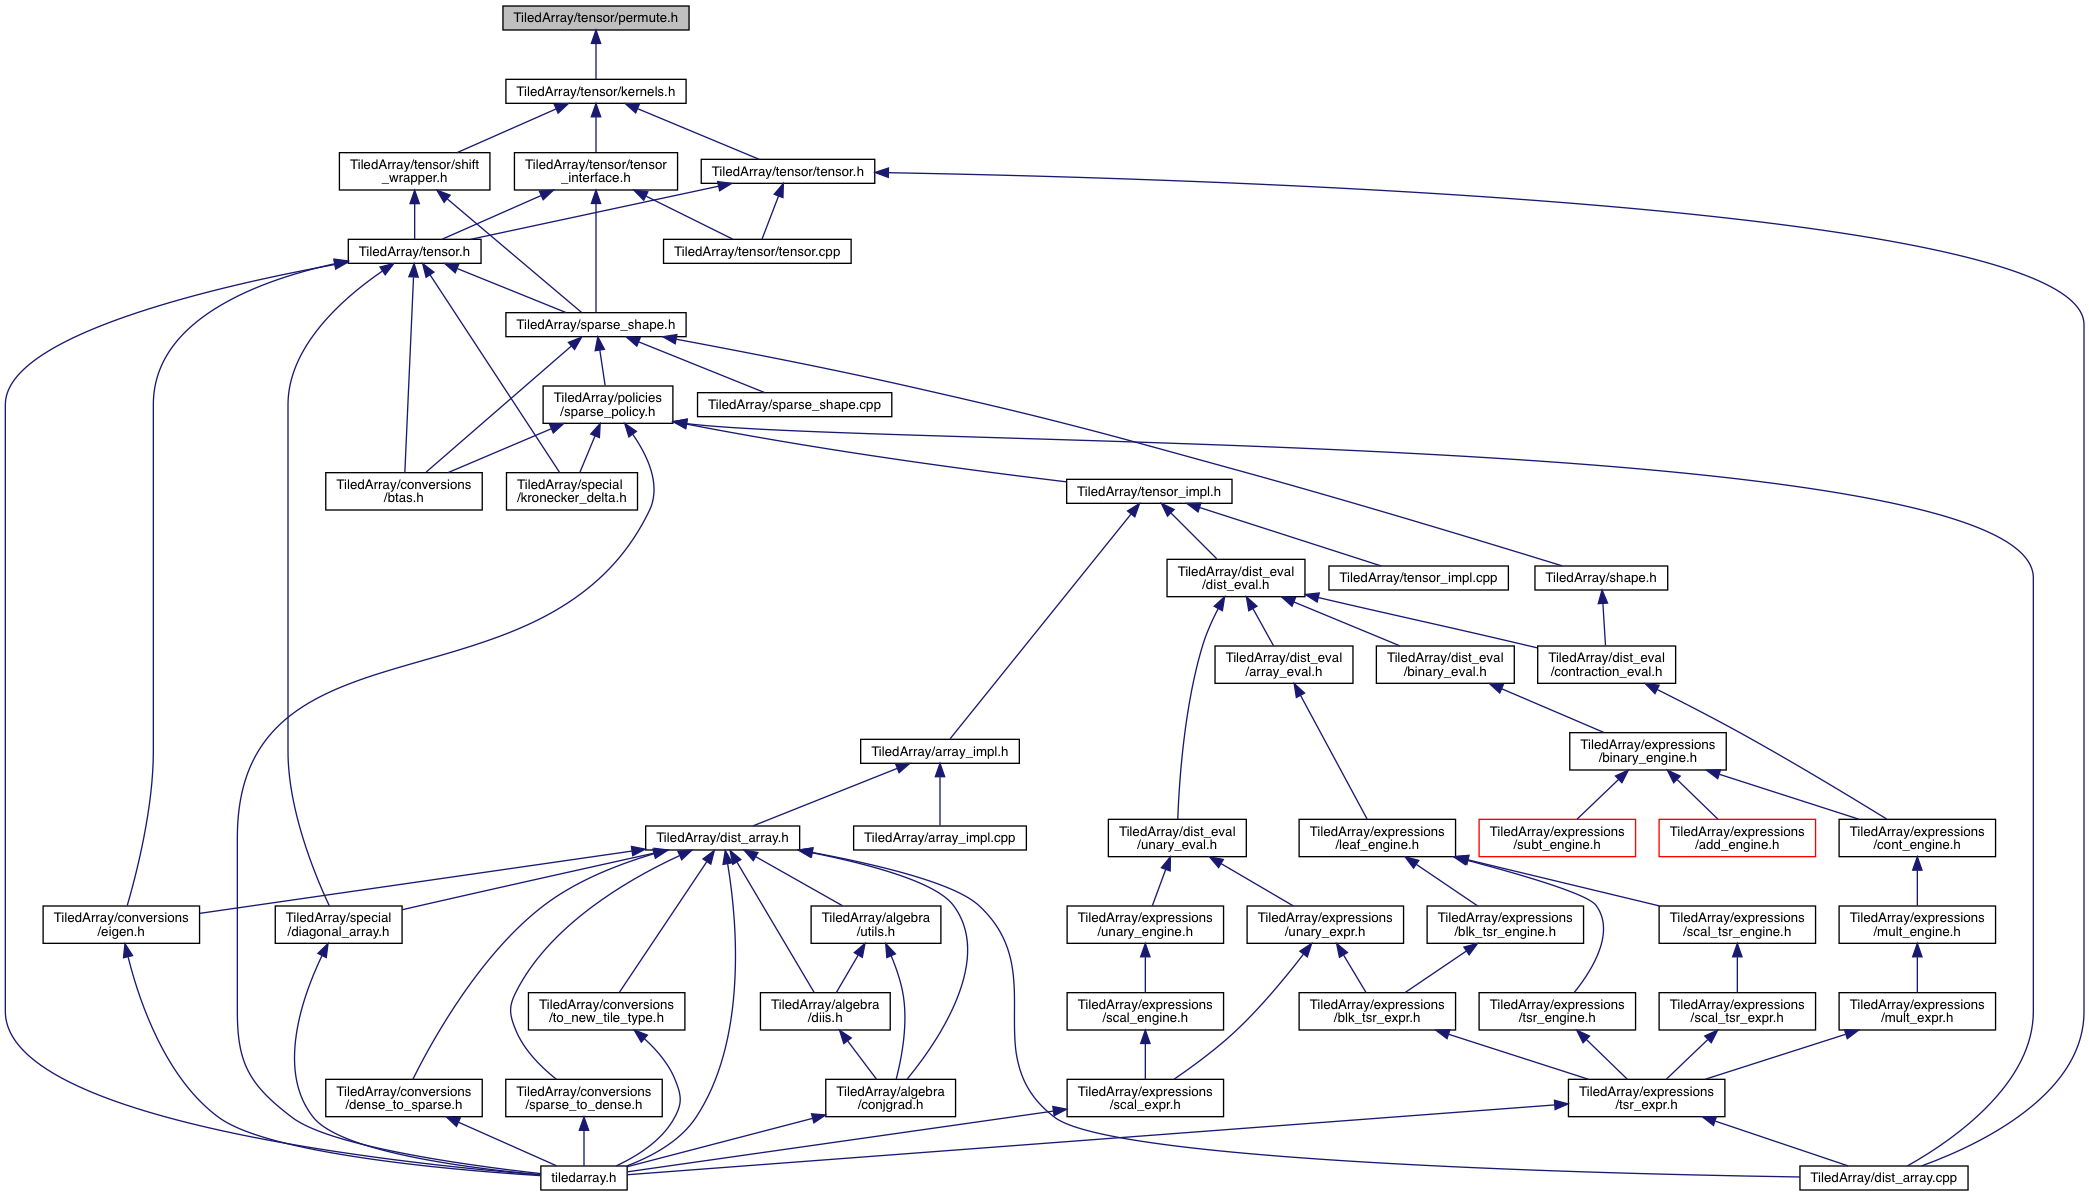 TiledArray/tensor/permute.h
TiledArray/tensor/kernels.h
TiledArray/tensor/shift
_wrapper.h
TiledArray/tensor/tensor
_interface.h
TiledArray/tensor/tensor.h
TiledArray/tensor.h
TiledArray/tensor/tensor.cpp
TiledArray/sparse_shape.h
TiledArray/policies
/sparse_policy.h
TiledArray/sparse_shape.cpp
TiledArray/conversions
/btas.h
TiledArray/special
/kronecker_delta.h
TiledArray/tensor_impl.h
TiledArray/dist_eval
/dist_eval.h
TiledArray/tensor_impl.cpp
TiledArray/shape.h
TiledArray/dist_eval
/array_eval.h
TiledArray/dist_eval
/binary_eval.h
TiledArray/dist_eval
/contraction_eval.h
TiledArray/array_impl.h
TiledArray/expressions
/binary_engine.h
TiledArray/dist_array.h
TiledArray/array_impl.cpp
TiledArray/dist_eval
/unary_eval.h
TiledArray/expressions
/leaf_engine.h
TiledArray/expressions
/subt_engine.h
TiledArray/expressions
/add_engine.h
TiledArray/expressions
/cont_engine.h
TiledArray/conversions
/eigen.h
TiledArray/special
/diagonal_array.h
TiledArray/algebra
/utils.h
TiledArray/expressions
/unary_engine.h
TiledArray/expressions
/unary_expr.h
TiledArray/expressions
/blk_tsr_engine.h
TiledArray/expressions
/scal_tsr_engine.h
TiledArray/expressions
/mult_engine.h
TiledArray/conversions
/to_new_tile_type.h
TiledArray/algebra
/diis.h
TiledArray/expressions
/scal_engine.h
TiledArray/expressions
/blk_tsr_expr.h
TiledArray/expressions
/tsr_engine.h
TiledArray/expressions
/scal_tsr_expr.h
TiledArray/expressions
/mult_expr.h
TiledArray/conversions
/dense_to_sparse.h
TiledArray/conversions
/sparse_to_dense.h
TiledArray/algebra
/conjgrad.h
TiledArray/expressions
/scal_expr.h
TiledArray/expressions
/tsr_expr.h
tiledarray.h
TiledArray/dist_array.cpp